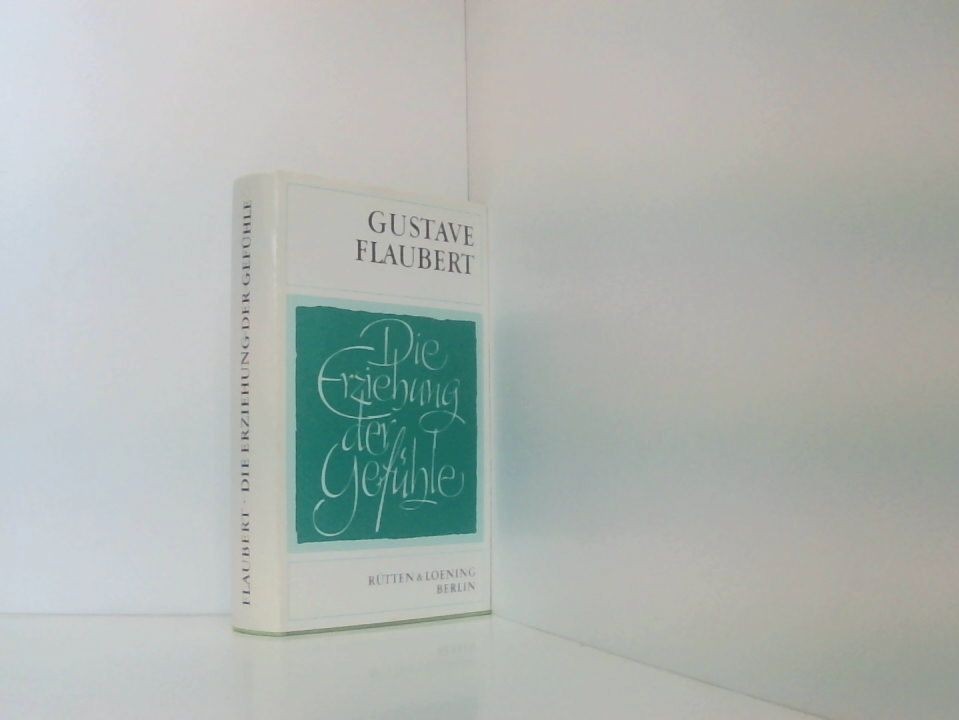 FLAUBERT · DIE ERZIEHUNG DER GEFÜHLE
GUSTAVE
FLAUBERT
Die
Erziehung
der
Gefühle
RÜTTEN & LOENING
BERLIN